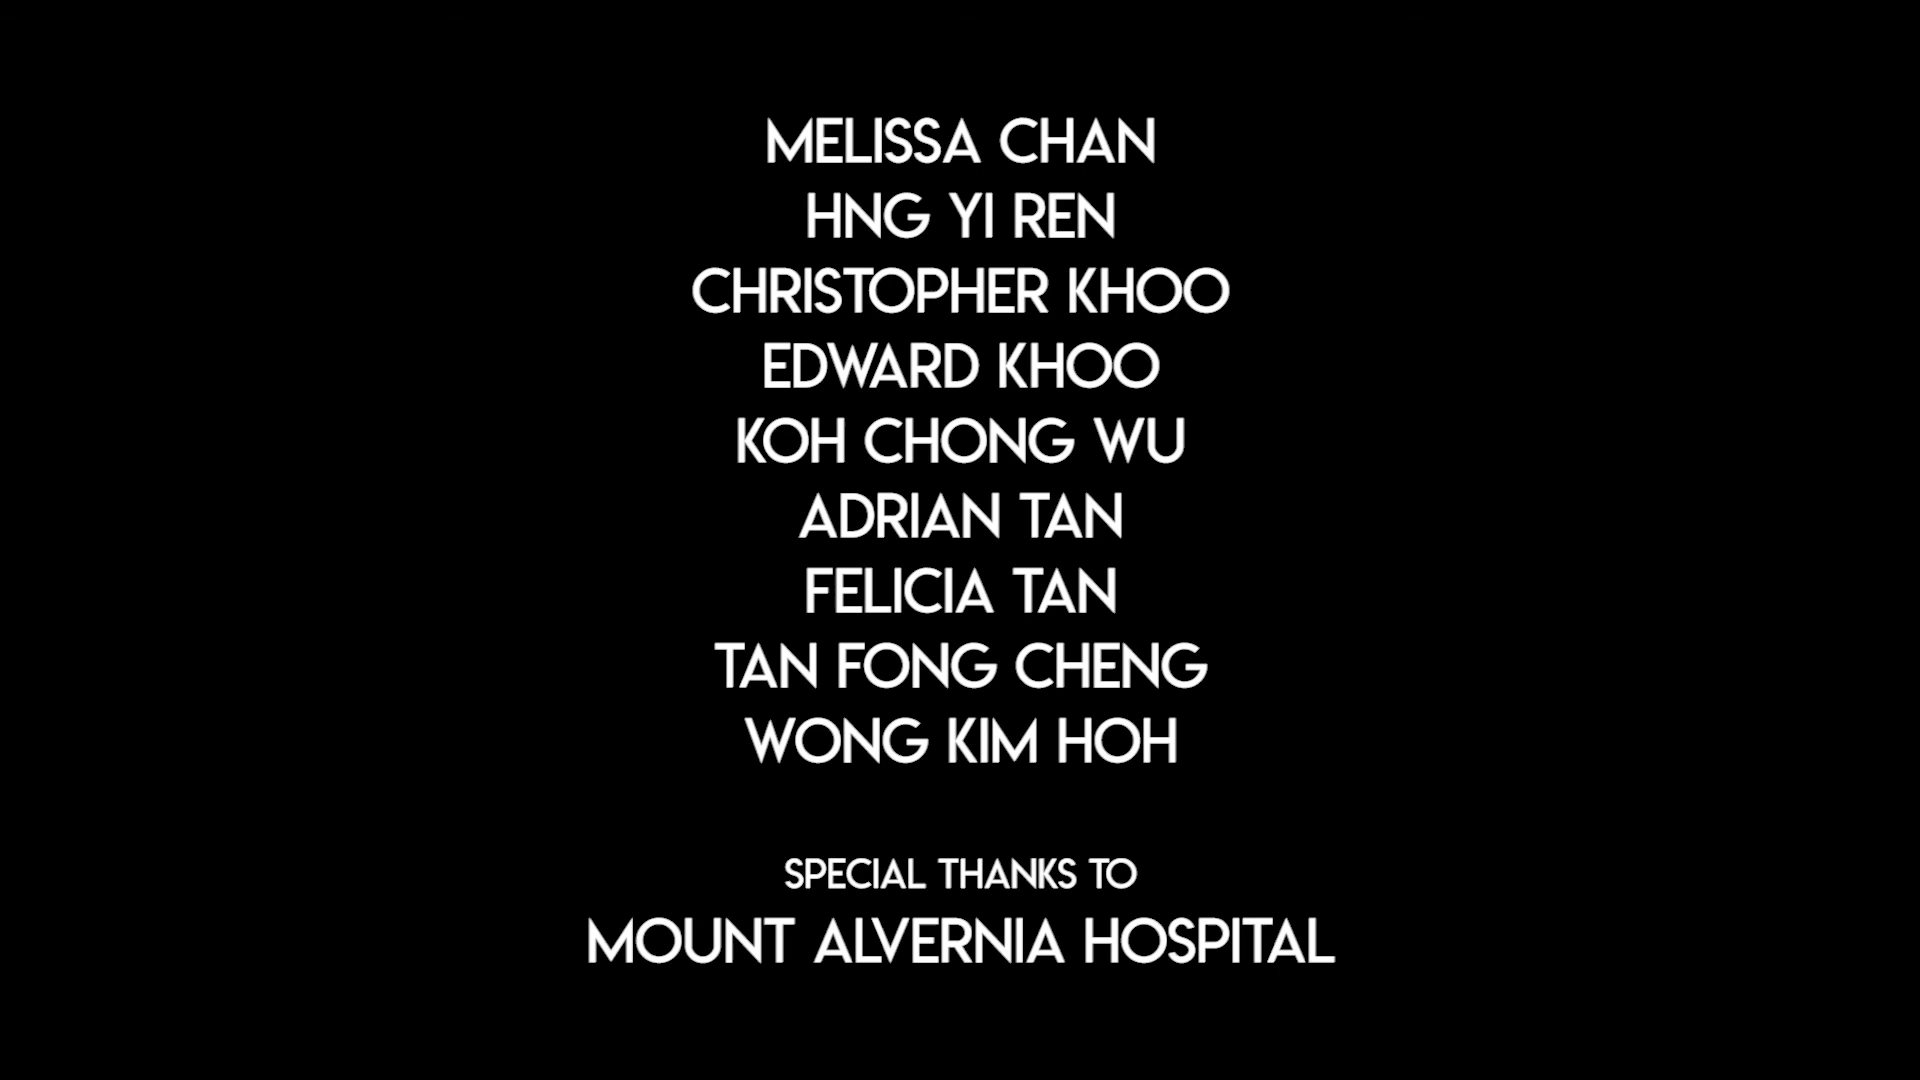 MELISSA CHAN
HNG YI REN
CHRISTOPHER KHOO
EDWARD KHOO
KOH CHONG WU
ADRIAN TAN
FELICIA TAN
TAN FONG CHENG
WONG KIM HOH
SPECIAL THANKS TO
MOUNT ALVERNIA HOSPITAL